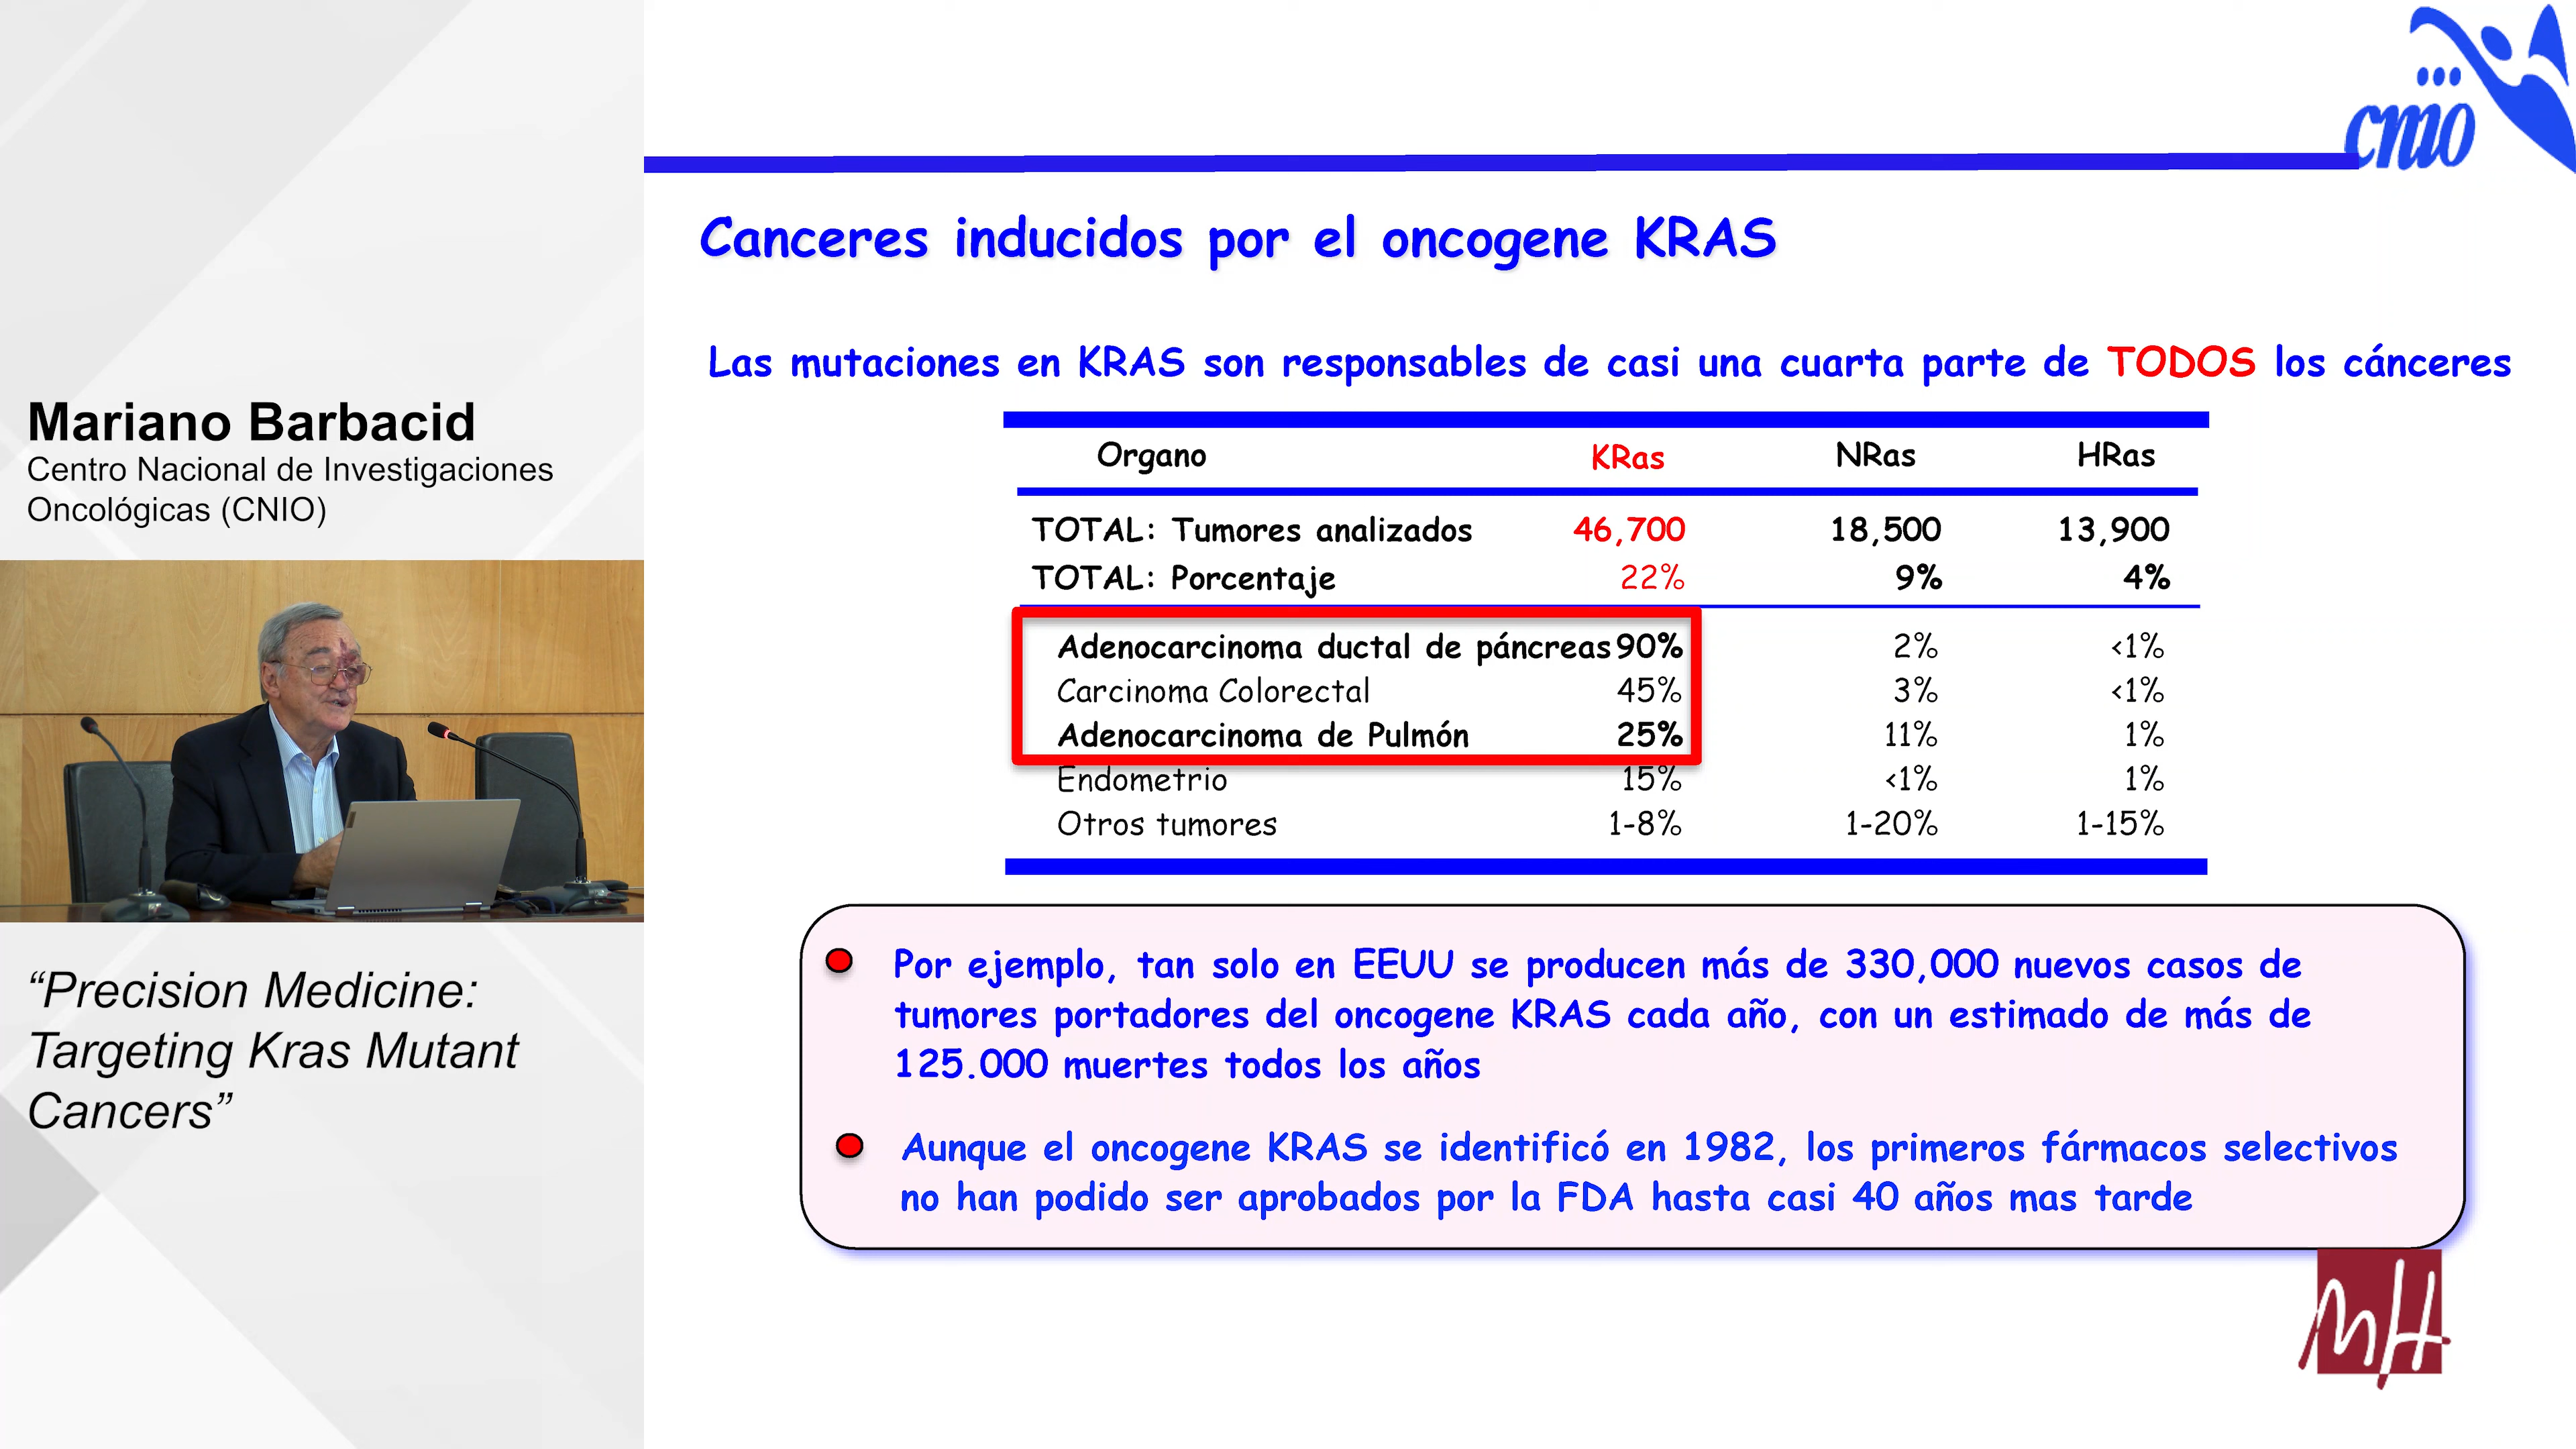 Mariano Barbacid
Centro Nacional de Investigaciones
Oncológicas (CNIO)
“Precision Medicine:
Targeting Kras Mutant
Cancers”
cnio
Canceres inducidos por el oncogene KRAS
Las mutaciones en KRAS son responsables de casi una cuarta parte de TODOS los cánceres
Organo KRas NRas HRas
TOTAL: Tumores analizados 46,700 18,500 13,900
TOTAL: Porcentaje 22% 9% 4%
Adenocarcinoma ductal de páncreas 90% 2% <1%
Carcinoma Colorectal 45% 3% <1%
Adenocarcinoma de Pulmón 25% 11% 1%
Endometrio 15% <1% 1%
Otros tumores 1-8% 1-20% 1-15%
Por ejemplo, tan solo en EEUU se producen más de 330,000 nuevos casos de
tumores portadores del oncogene KRAS cada año, con un estimado de más de
125.000 muertes todos los años
Aunque el oncogene KRAS se identificó en 1982, los primeros fármacos selectivos
no han podido ser aprobados por la FDA hasta casi 40 años mas tarde
MH